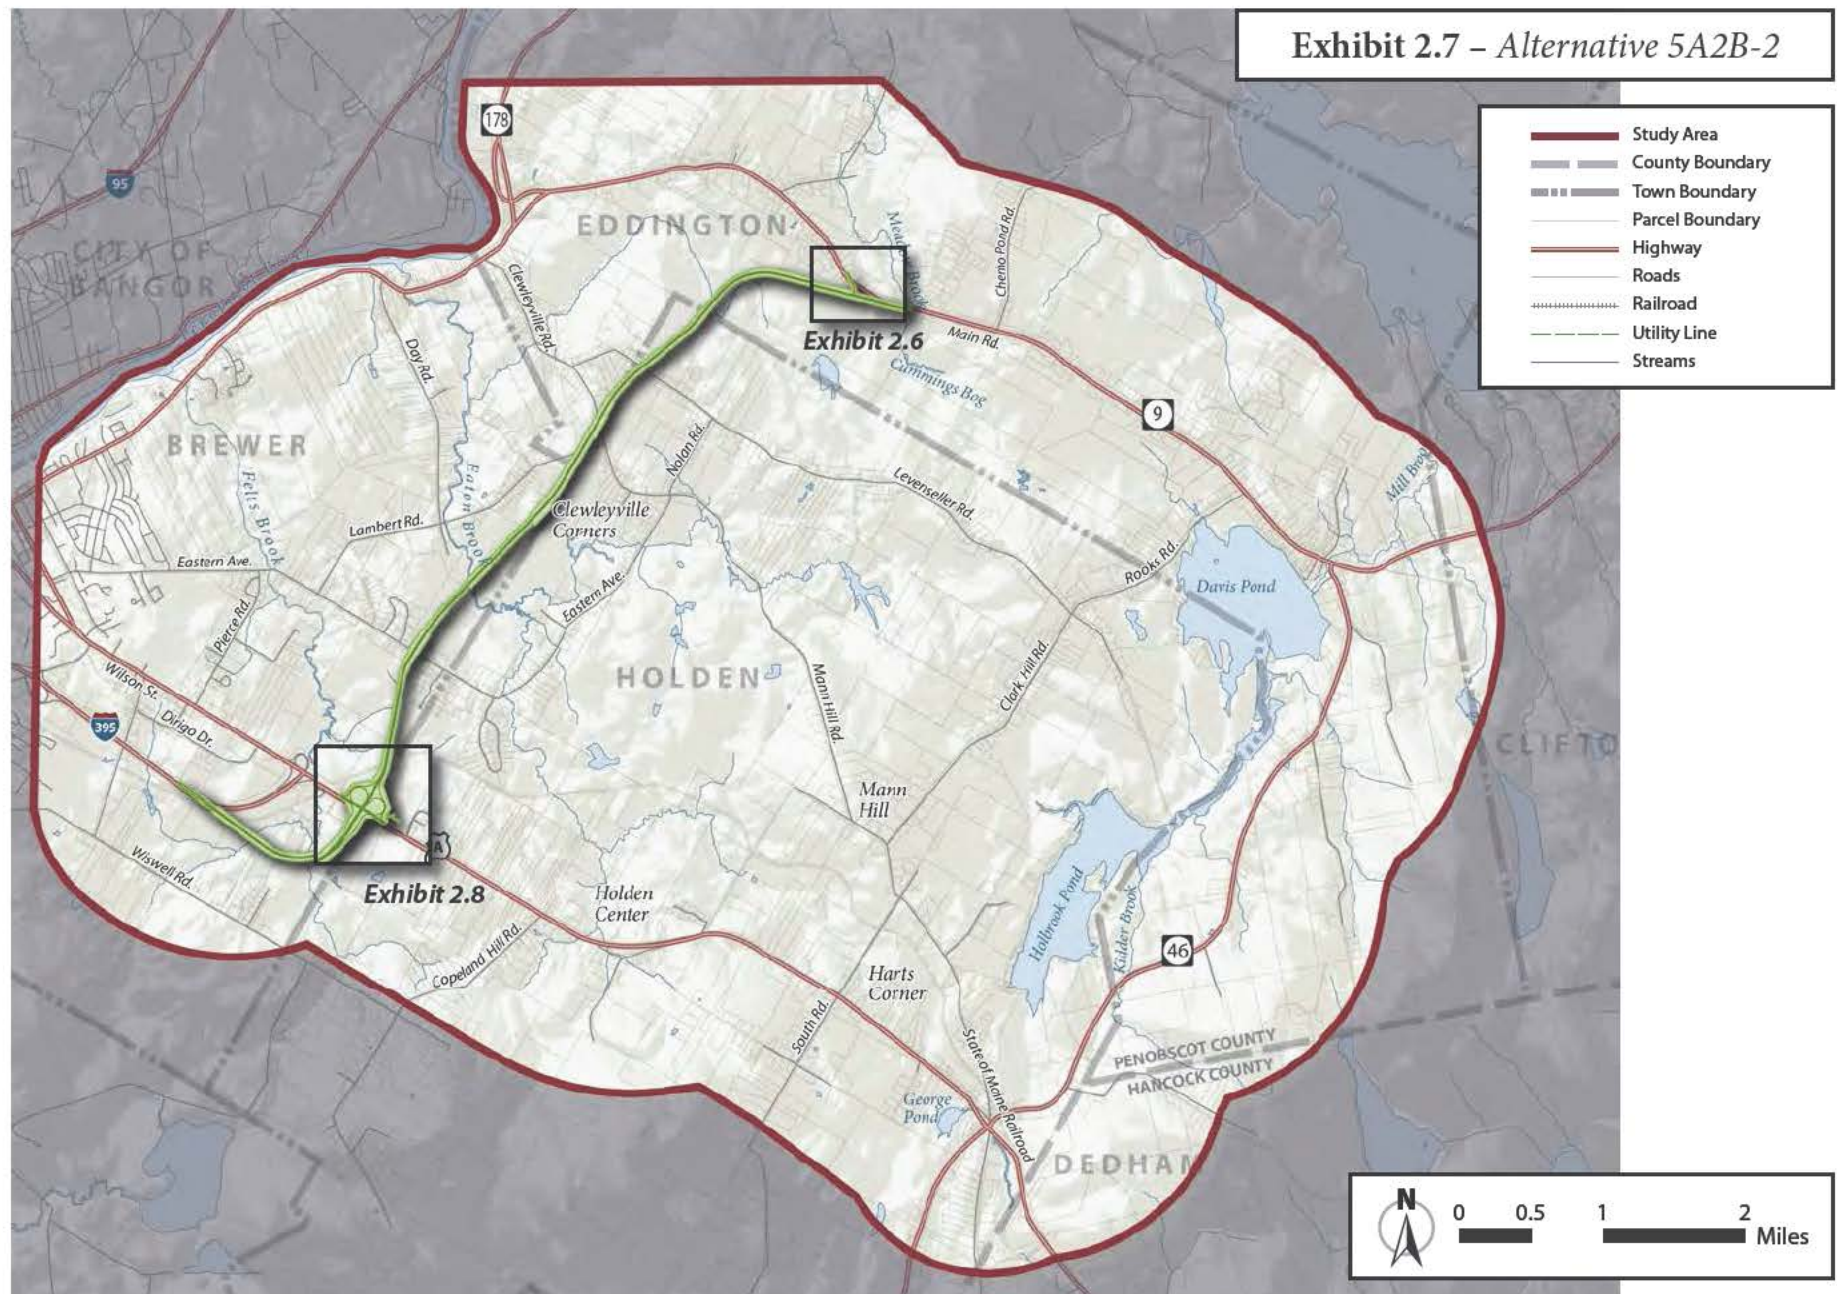 Exhibit 2.7 – Alternative 5A2B-2
Study Area
County Boundary
Town Boundary
Parcel Boundary
Highway
Roads
Railroad
Utility Line
Streams
178
95
CITY OF
BANGOR
EDDINGTON
Meadow Brook
Chemo Pond Rd.
Clewleyville Rd.
Exhibit 2.6
Main Rd.
Cummings Bog
Day Rd.
9
BREWER
Felts Brook
Eaton Brook
Nolan Rd.
Levenseller Rd.
Mill Brook
Clewleyville
Corners
Lambert Rd.
Eastern Ave.
Eastern Ave.
Rooks Rd.
Davis Pond
Pierce Rd.
HOLDEN
Mann Hill Rd.
Clark Hill Rd.
Wilson St.
Dirigo Dr.
395
CLIFTO
Mann
Hill
A
Wiswell Rd.
Exhibit 2.8
Holden
Center
Holbrook Pond
Kidder Brook
Copeland Hill Rd.
46
Harts
Corner
South Rd.
State of Maine Railroad
PENOBSCOT COUNTY
HANCOCK COUNTY
George
Pond
DEDHAM
N
0 0.5 1 2
Miles